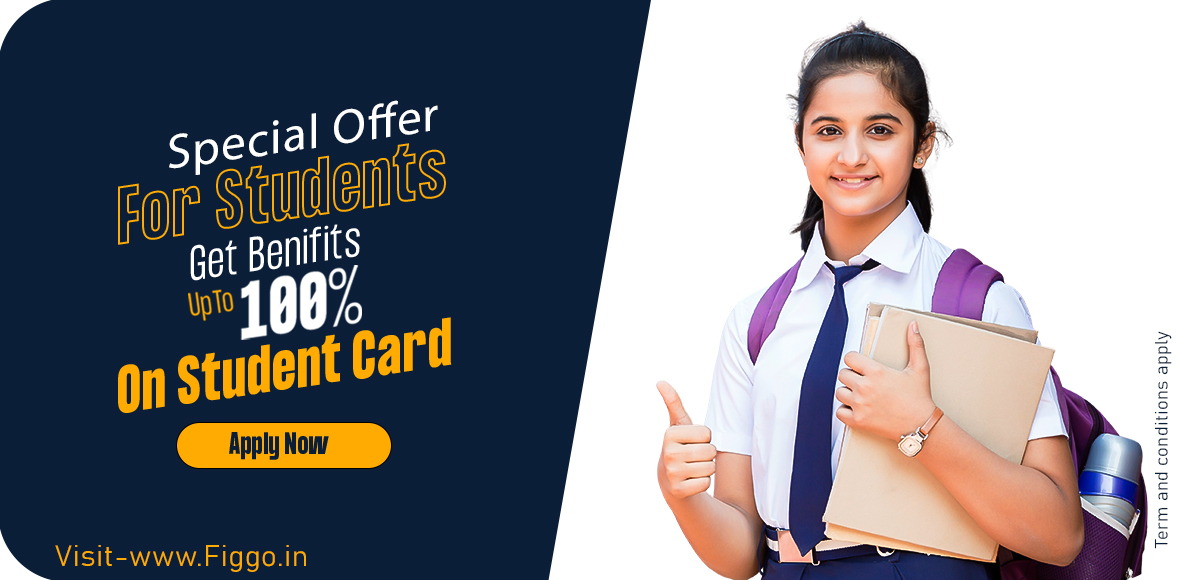 Special Offer
For Students
Get Benifits
Up To 100%
On Student Card
Apply Now
Visit-www.Figgo.in
Term and conditions apply